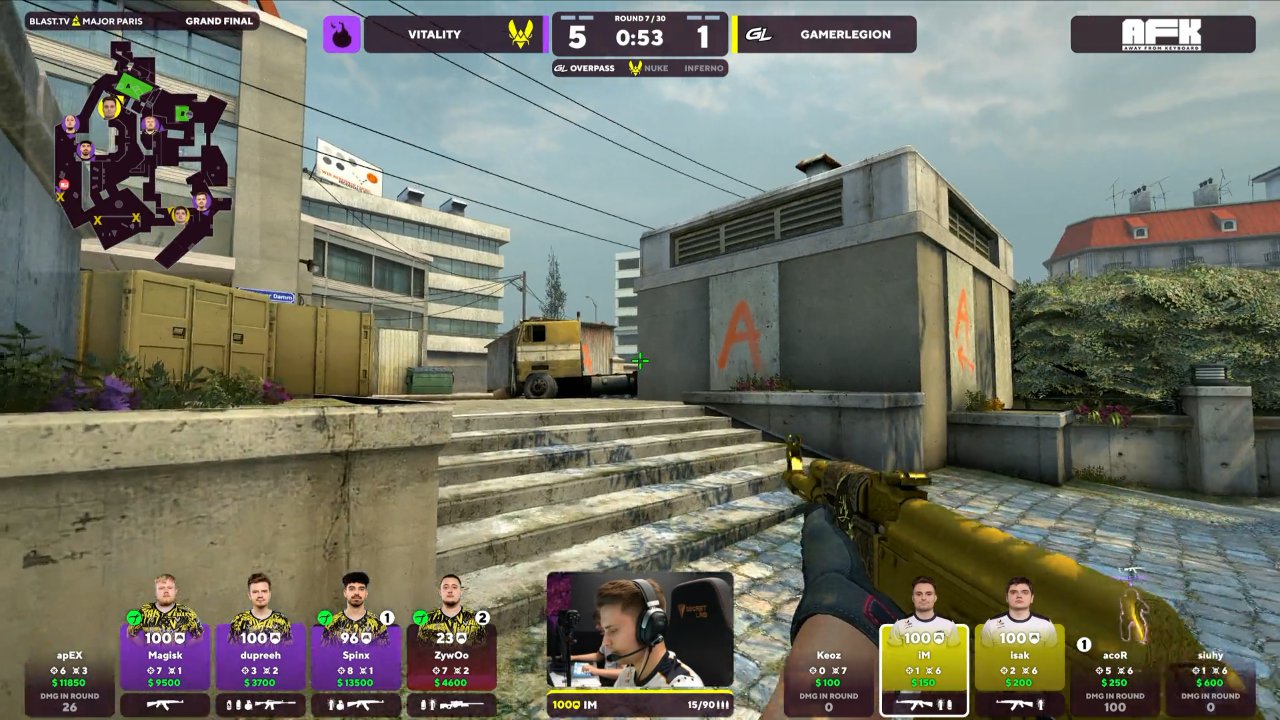 BLAST.TV MAJOR PARIS GRAND FINAL
VITALITY
5
ROUND 7 / 30
0:53
1
GL
GAMERLEGION
AFK
AWAY FROM KEYBOARD
GL OVERPASS NUKE INFERNO
A
A
SECRET
LAB
100
100
96
1
23
2
100
100
1
apEX
Magisk
dupreeh
Spinx
ZywOo
Keoz
iM
isak
acoR
siuhy
6 3
7 1
3 2
8 1
7 2
0 7
1 6
2 6
5 6
1 6
$11850
$9500
$3700
$13500
$4600
$100
$150
$200
$250
$600
DMG IN ROUND
26
100 IM
15/90
DMG IN ROUND
0
DMG IN ROUND
100
DMG IN ROUND
0